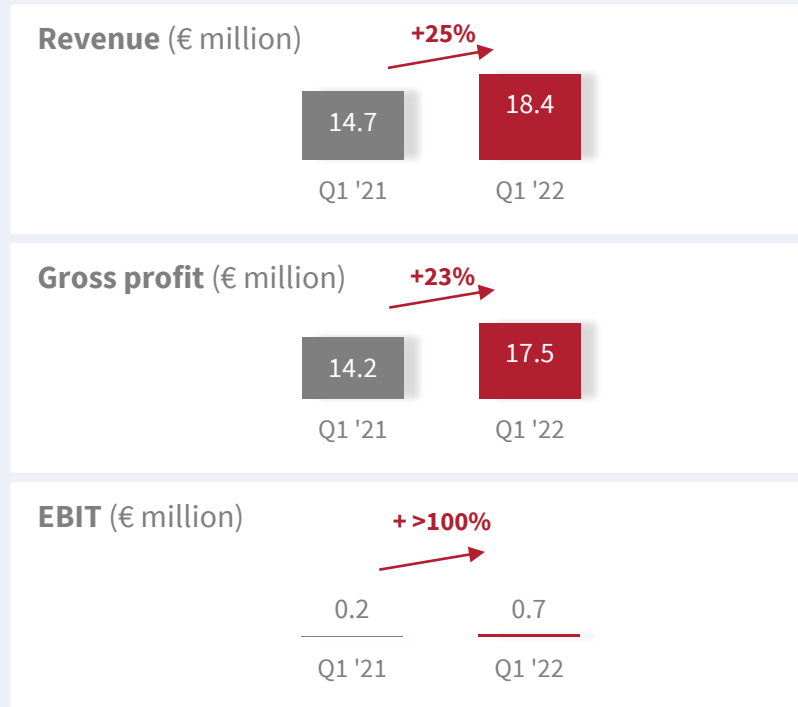 Revenue (€ million)
+25%
14.7
18.4
Q1 '21
Q1 '22
Gross profit (€ million)
+23%
14.2
17.5
Q1 '21
Q1 '22
EBIT (€ million)
+ >100%
0.2
0.7
Q1 '21
Q1 '22